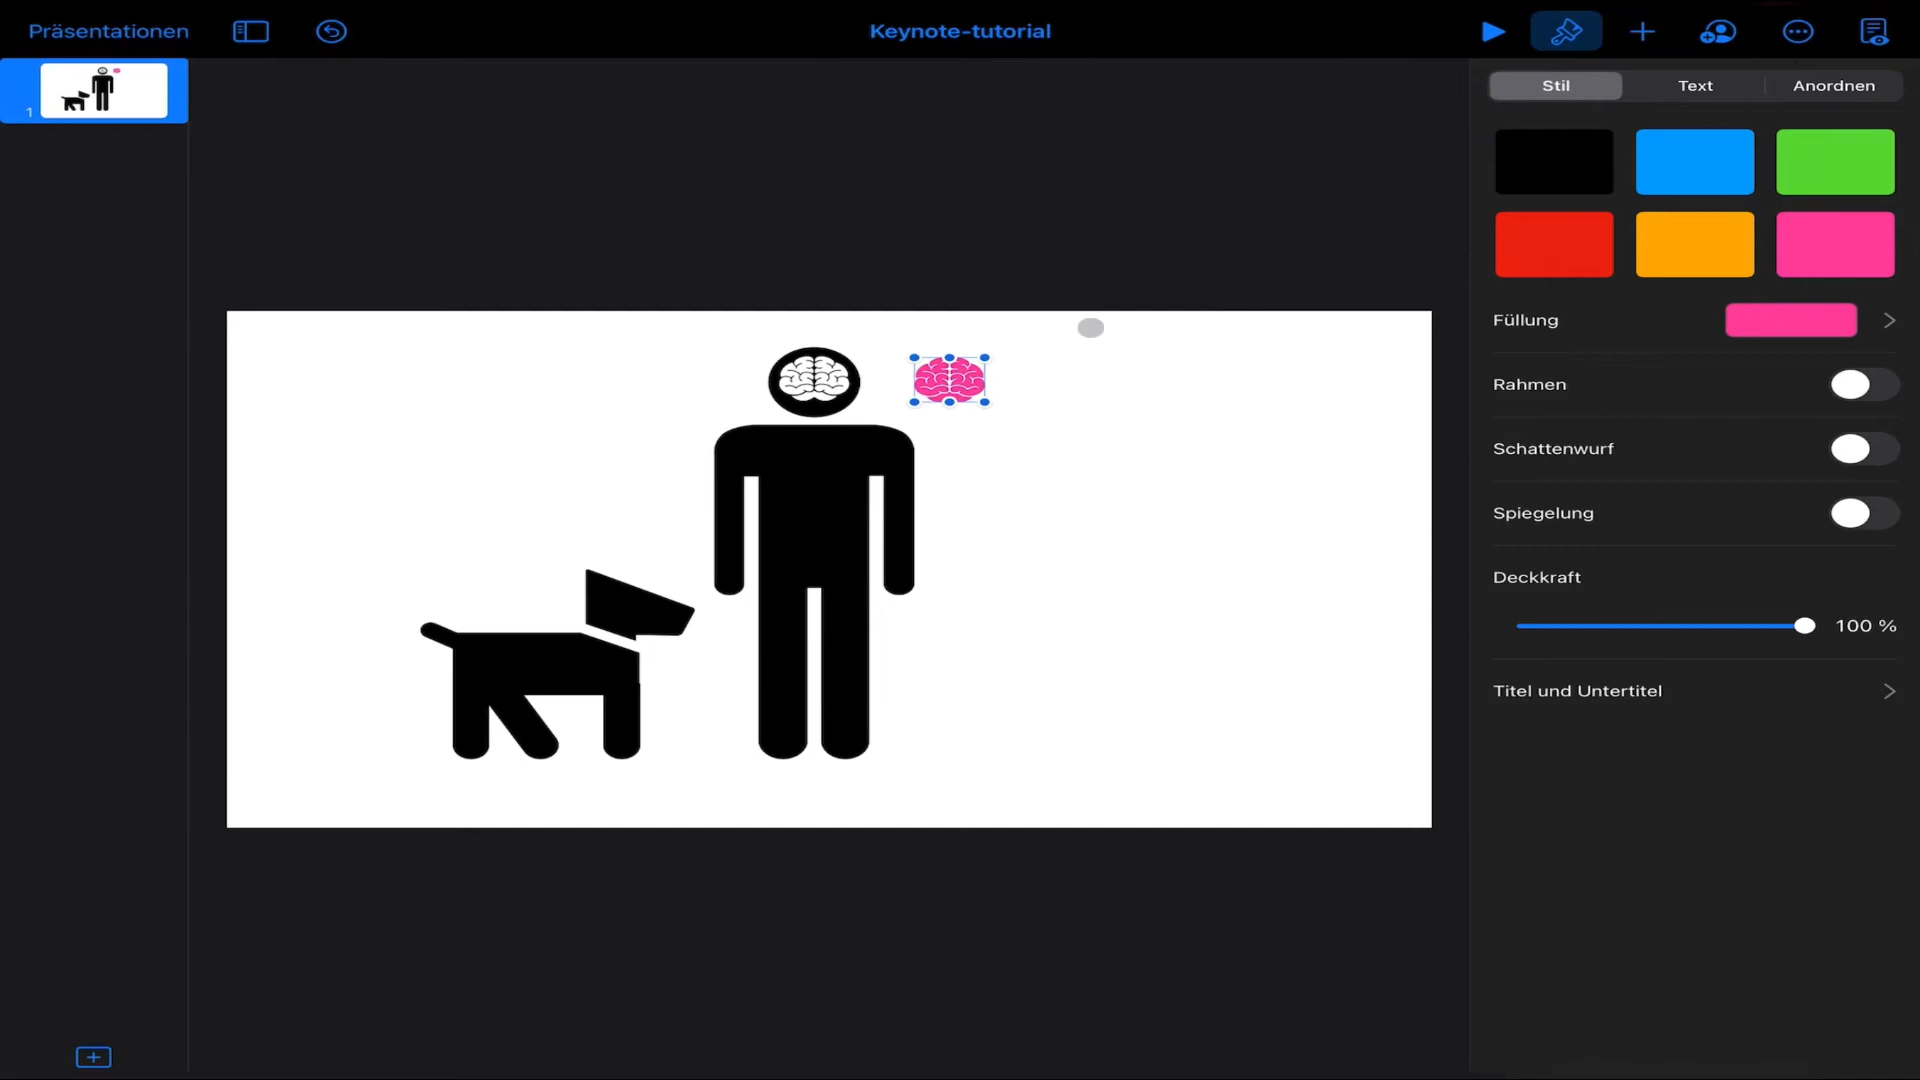 Präsentationen
Keynote-tutorial
1
Stil
Text
Anordnen
Füllung
Rahmen
Schattenwurf
Spiegelung
Deckkraft
100 %
Titel und Untertitel